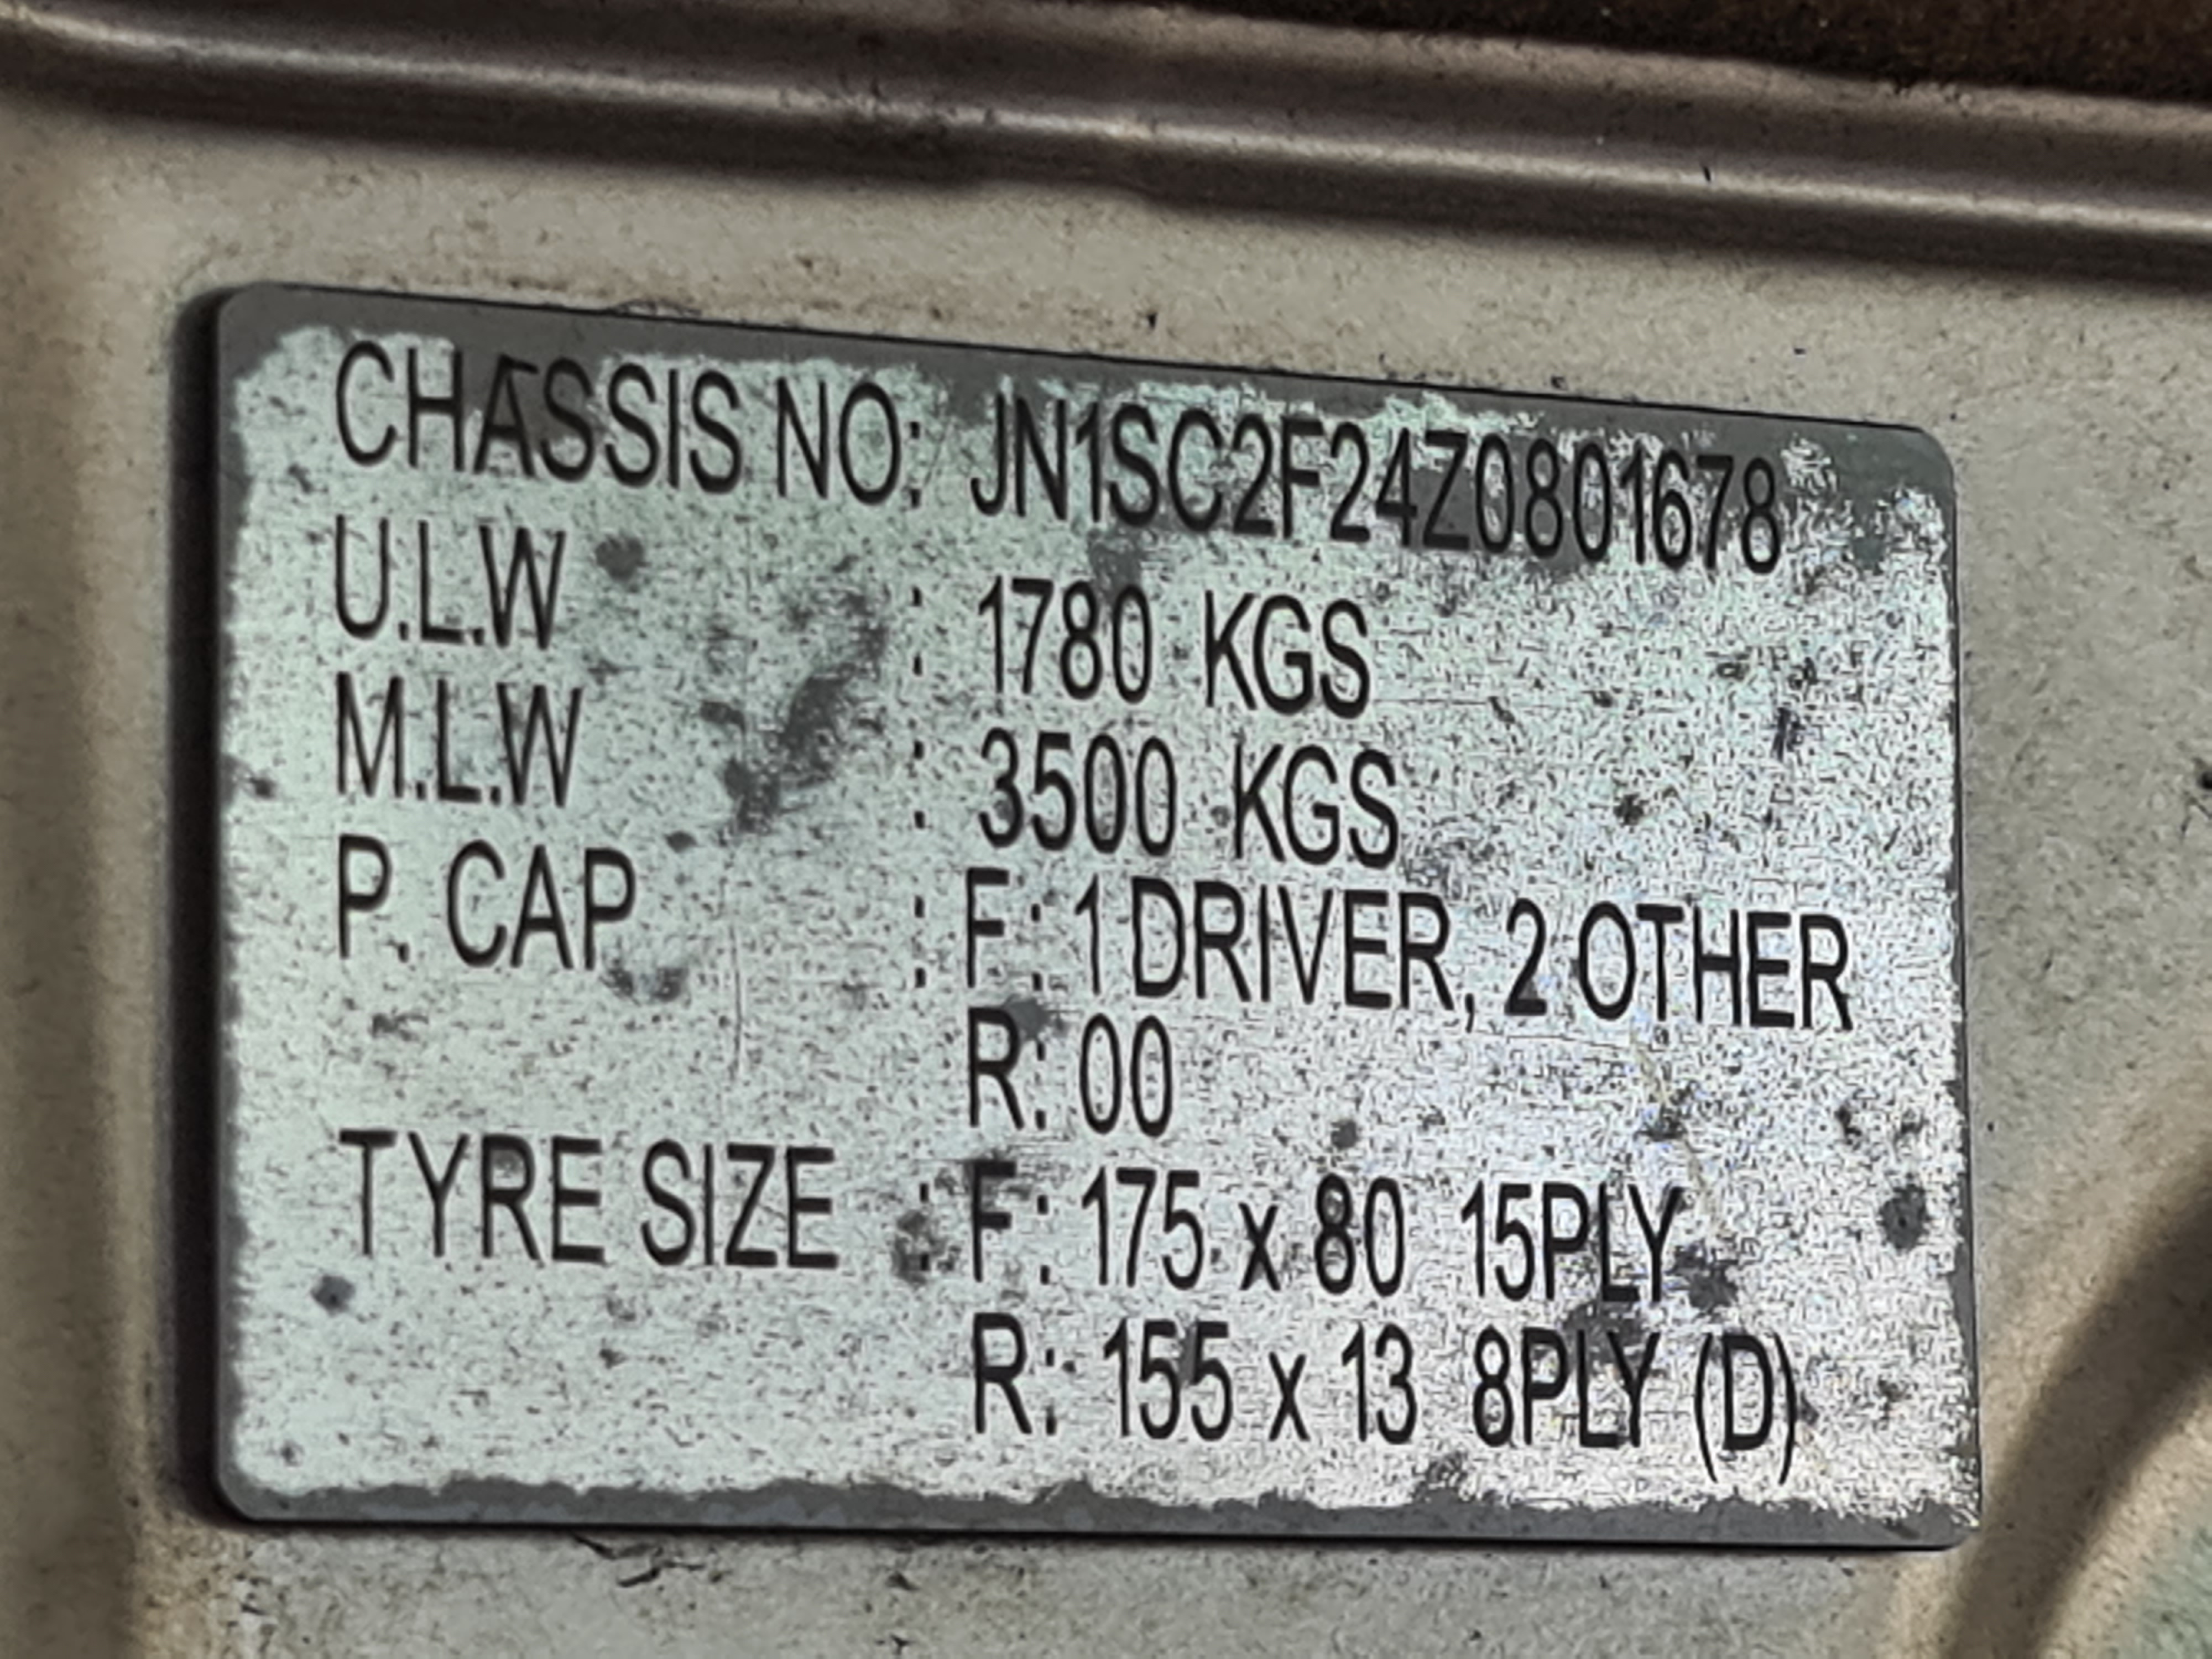 CHASSIS NO: JN1SC2F24Z0801678
U.L.W : 1780 KGS
M.L.W : 3500 KGS
P. CAP : F: 1 DRIVER, 2 OTHER
R: 00
TYRE SIZE : F: 175 x 80 15PLY
R: 155 x 13 8PLY (D)